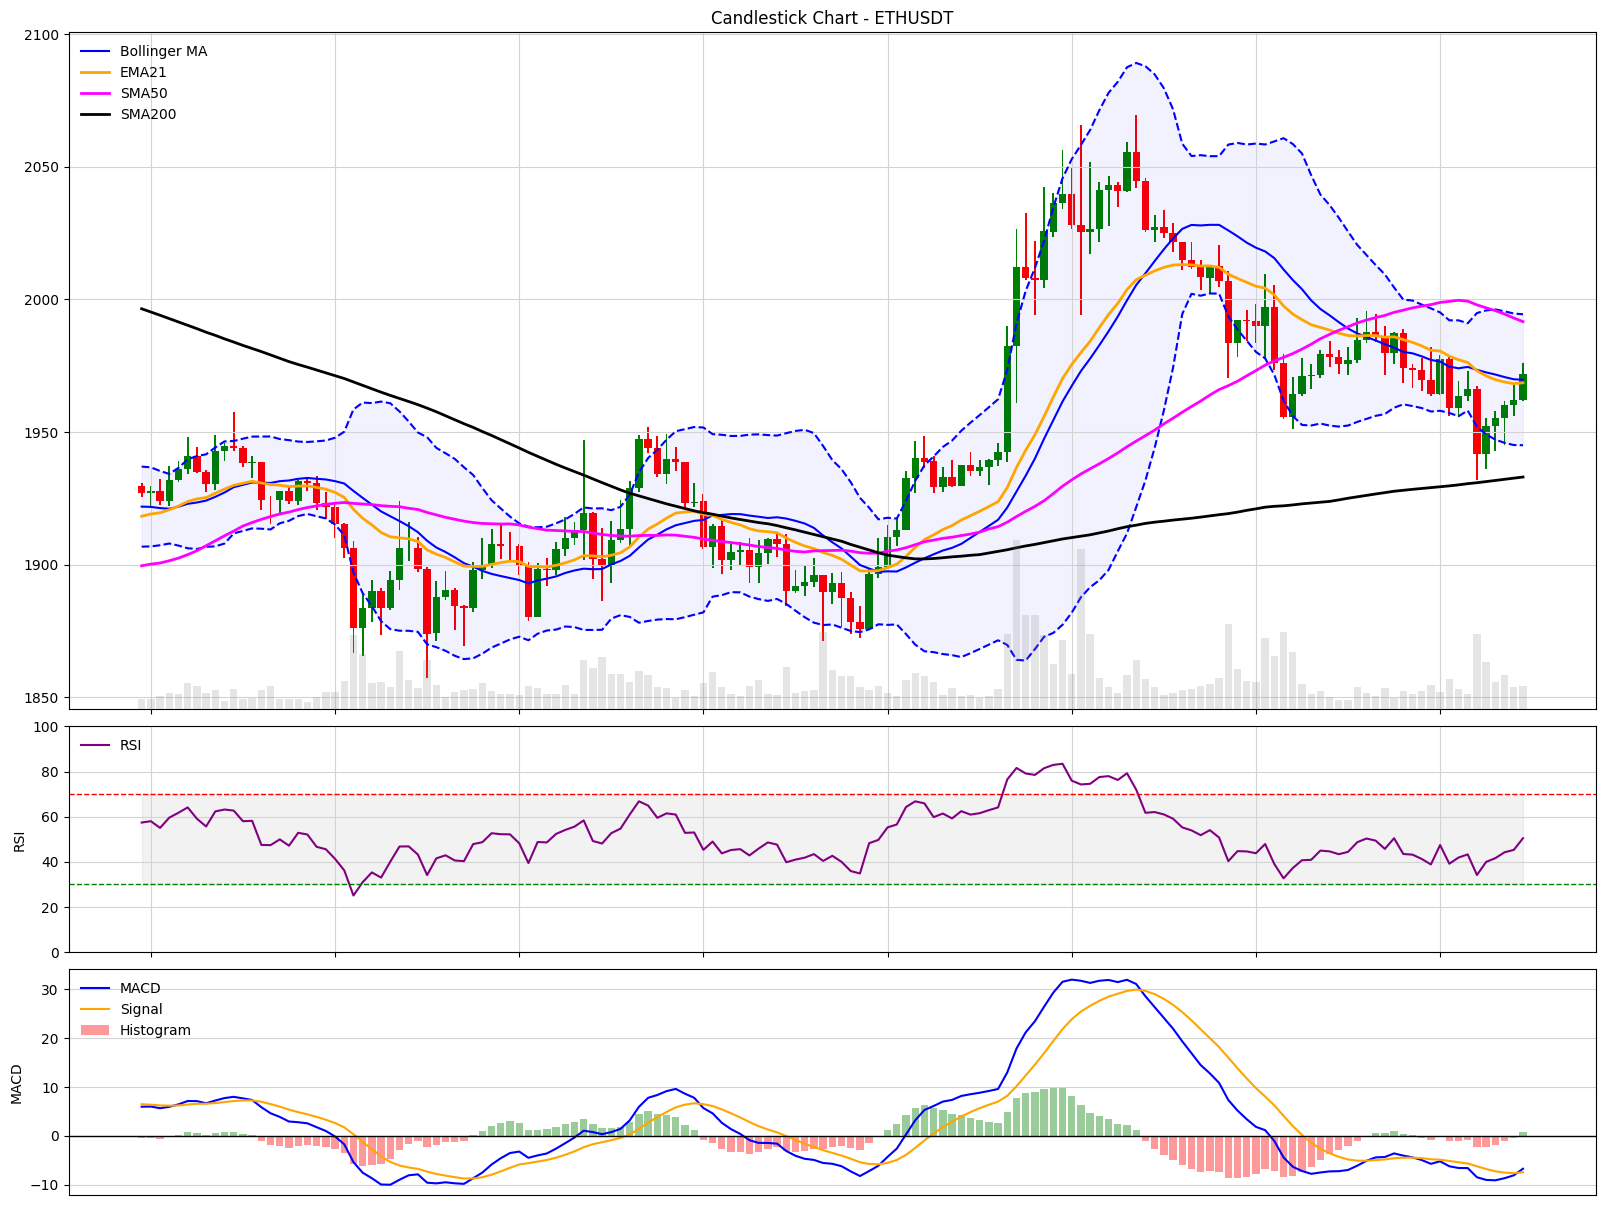 Candlestick Chart - ETHUSDT
2100
2050
2000
1950
1900
1850
Bollinger MA
EMA21
SMA50
SMA200
100
80
60
40
20
0
RSI
RSI
30
20
10
0
−10
MACD
MACD
Signal
Histogram